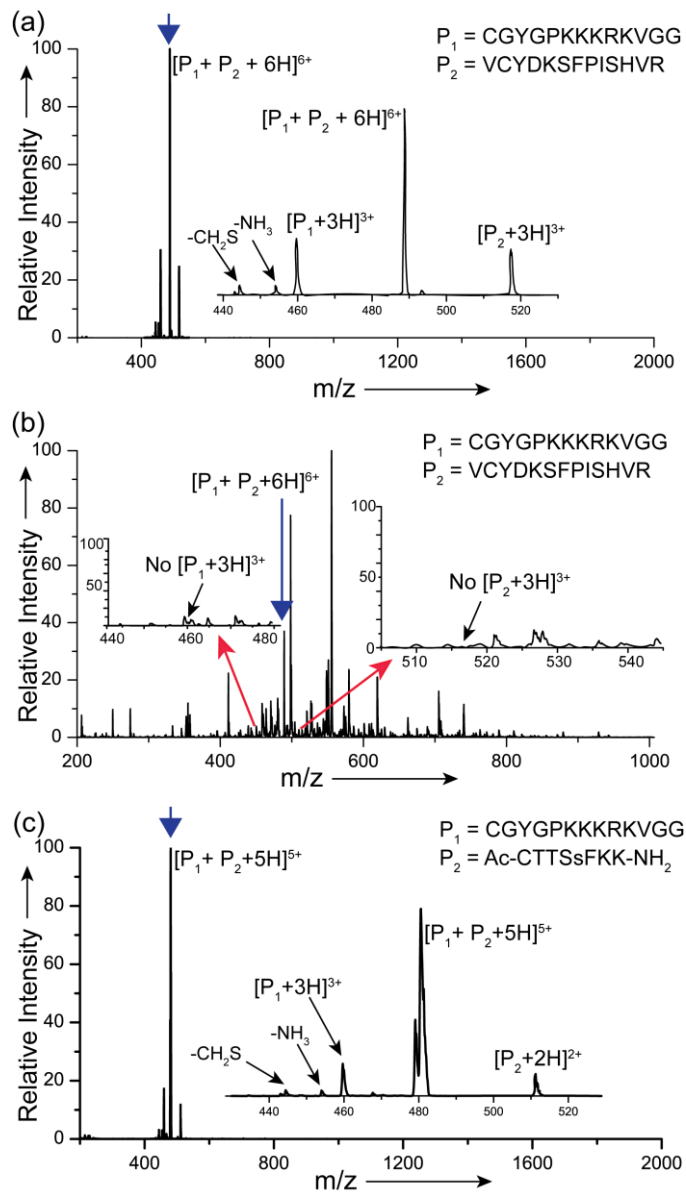 (a)
P₁ = CGYGPKKKRKVGG
P₂ = VCYDKSFPISHVR
[P₁+ P₂ + 6H]⁶⁺
[P₁+ P₂ + 6H]⁶⁺
-CH₂S
-NH₃
[P₁+3H]³⁺
[P₂+3H]³⁺
Relative Intensity
100
80
60
40
20
0
440 460 480 500 520
400 800 1200 1600 2000
m/z
(b)
P₁ = CGYGPKKKRKVGG
P₂ = VCYDKSFPISHVR
[P₁+ P₂+6H]⁶⁺
No [P₁+3H]³⁺
100
50
440 460 480
No [P₂+3H]³⁺
100
50
0
510 520 530 540
Relative Intensity
100
80
60
40
20
0
200 400 600 800 1000
m/z
(c)
P₁ = CGYGPKKKRKVGG
P₂ = Ac-CTTSsFKK-NH₂
[P₁+ P₂+5H]⁵⁺
[P₁+ P₂+5H]⁵⁺
[P₁+3H]³⁺
-NH₃
-CH₂S
[P₂+2H]²⁺
Relative Intensity
100
80
60
40
20
0
440 460 480 500 520
400 800 1200 1600 2000
m/z